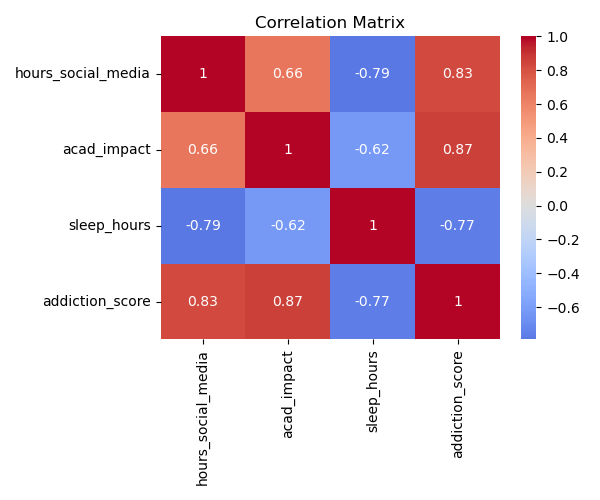 Correlation Matrix
hours_social_media 1 0.66 -0.79 0.83
acad_impact 0.66 1 -0.62 0.87
sleep_hours -0.79 -0.62 1 -0.77
addiction_score 0.83 0.87 -0.77 1
hours_social_media
acad_impact
sleep_hours
addiction_score
1.0
0.8
0.6
0.4
0.2
0.0
−0.2
−0.4
−0.6